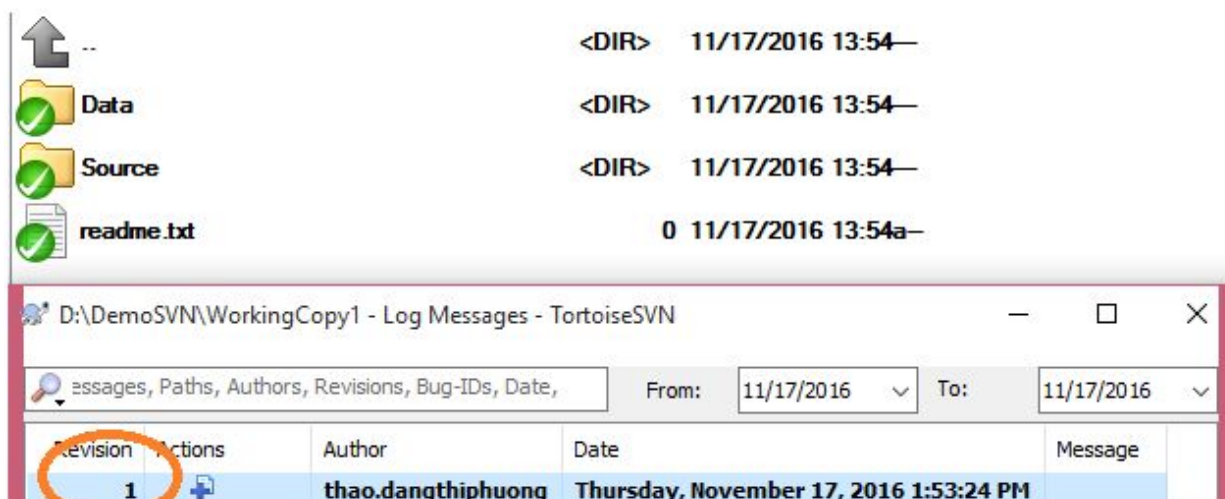 .. <DIR> 11/17/2016 13:54—
Data <DIR> 11/17/2016 13:54—
Source <DIR> 11/17/2016 13:54—
readme.txt 0 11/17/2016 13:54a–
D:\DemoSVN\WorkingCopy1 - Log Messages - TortoiseSVN
essages, Paths, Authors, Revisions, Bug-IDs, Date, From: 11/17/2016 To: 11/17/2016
Revision Actions Author Date Message
1 thao.dangthiphuong Thursday, November 17, 2016 1:53:24 PM